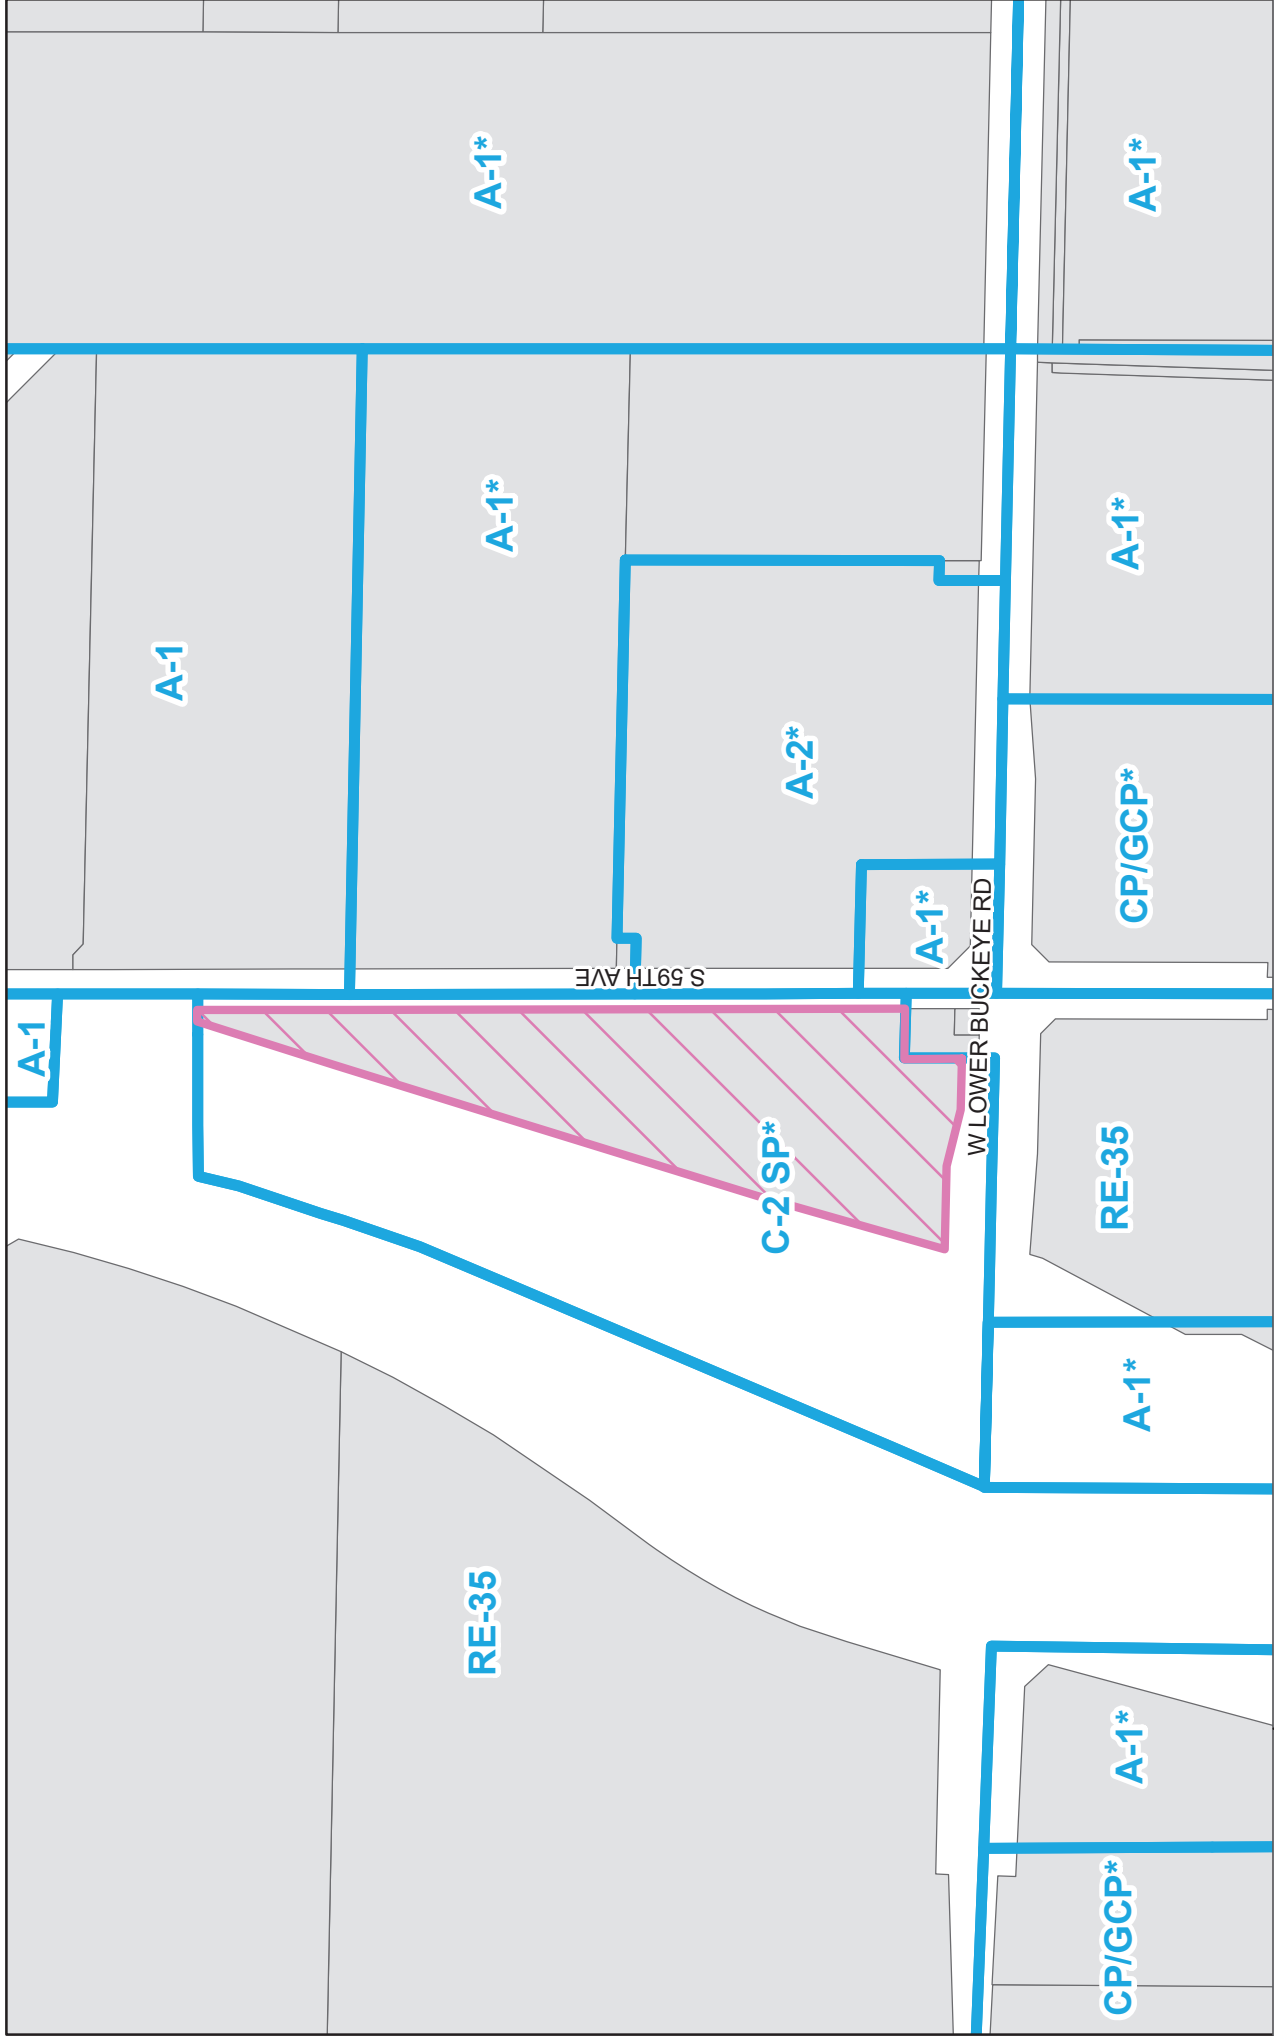 A-1*
A-1*
A-1*
A-1*
A-1
A-2*
CP/GCP*
A-1*
S 59TH AVE
W LOWER BUCKEYE RD
A-1
C-2 SP*
RE-35
A-1*
RE-35
A-1*
CP/GCP*